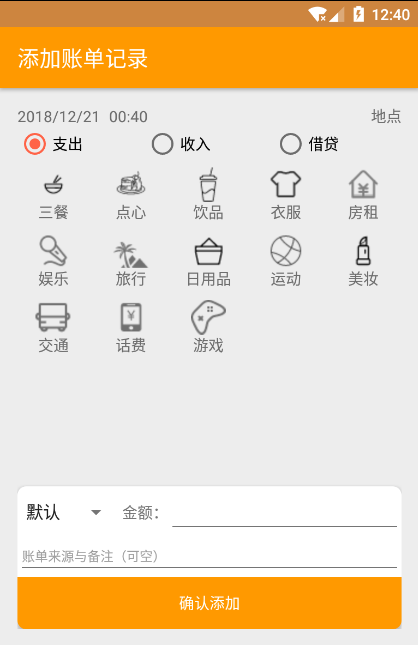 12:40
添加账单记录
2018/12/21 00:40 地点
支出 收入 借贷
三餐 点心 饮品 衣服 房租
娱乐 旅行 日用品 运动 美妆
交通 话费 游戏
默认 金额：
账单来源与备注（可空）
确认添加